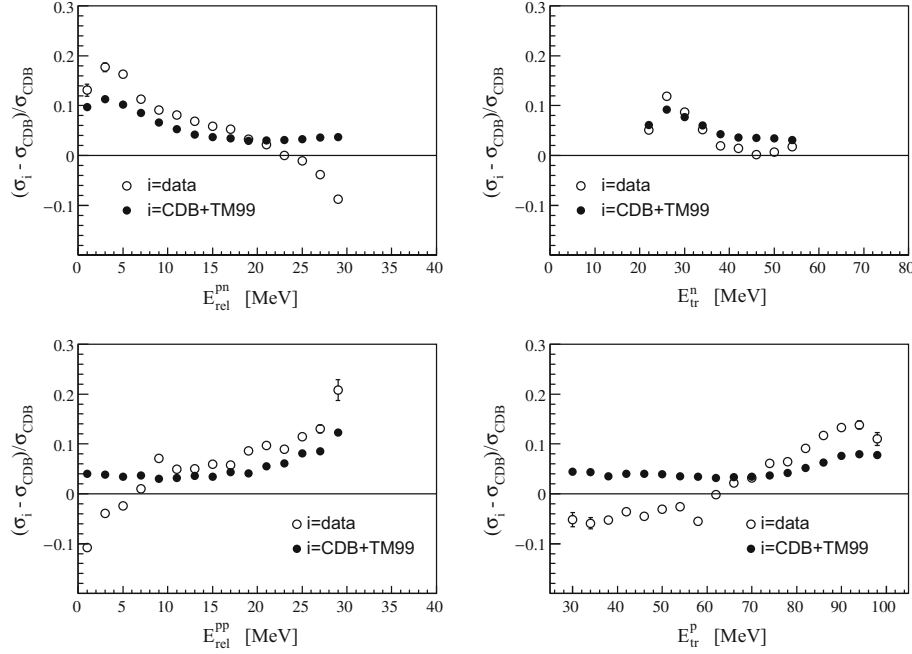 (σi - σCDB)/σCDB
0.3
0.2
0.1
0
−0.1
i=data
i=CDB+TM99
0 5 10 15 20 25 30 35 40
E^pn_rel [MeV]
(σi - σCDB)/σCDB
0.3
0.2
0.1
0
−0.1
i=data
i=CDB+TM99
10 20 30 40 50 60 70 80
E^n_tr [MeV]
(σi - σCDB)/σCDB
0.3
0.2
0.1
0
−0.1
i=data
i=CDB+TM99
0 5 10 15 20 25 30 35 40
E^pp_rel [MeV]
(σi - σCDB)/σCDB
0.3
0.2
0.1
0
−0.1
i=data
i=CDB+TM99
30 40 50 60 70 80 90 100
E^p_tr [MeV]